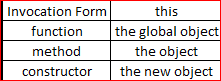 Invocation Form this
function the global object
method the object
constructor the new object